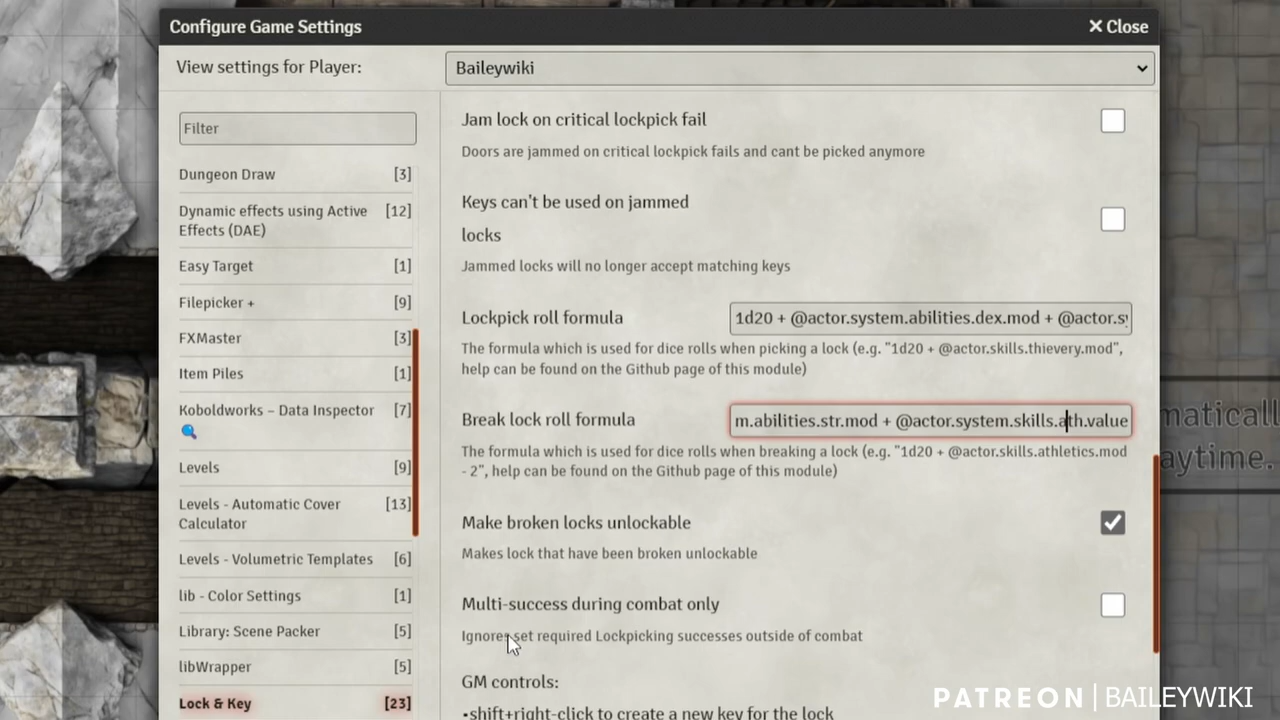 Configure Game Settings
× Close
View settings for Player:
Baileywiki
Filter
Dungeon Draw [3]
Dynamic effects using Active [12]
Effects (DAE)
Easy Target [1]
Filepicker + [9]
FXMaster [3]
Item Piles [1]
Koboldworks – Data Inspector [7]
Levels [9]
Levels - Automatic Cover [13]
Calculator
Levels - Volumetric Templates [6]
lib - Color Settings [1]
Library: Scene Packer [5]
libWrapper [5]
Lock & Key [23]
Jam lock on critical lockpick fail
Doors are jammed on critical lockpick fails and cant be picked anymore
Keys can't be used on jammed
locks
Jammed locks will no longer accept matching keys
Lockpick roll formula
1d20 + @actor.system.abilities.dex.mod + @actor.sy
The formula which is used for dice rolls when picking a lock (e.g. "1d20 + @actor.skills.thievery.mod",
help can be found on the Github page of this module)
Break lock roll formula
m.abilities.str.mod + @actor.system.skills.ath.value
The formula which is used for dice rolls when breaking a lock (e.g. "1d20 + @actor.skills.athletics.mod
- 2", help can be found on the Github page of this module)
Make broken locks unlockable
Makes lock that have been broken unlockable
Multi-success during combat only
Ignores set required Lockpicking successes outside of combat
GM controls:
•shift+right-click to create a new key for the lock
maticall
aytime.
PATREON | BAILEYWIKI